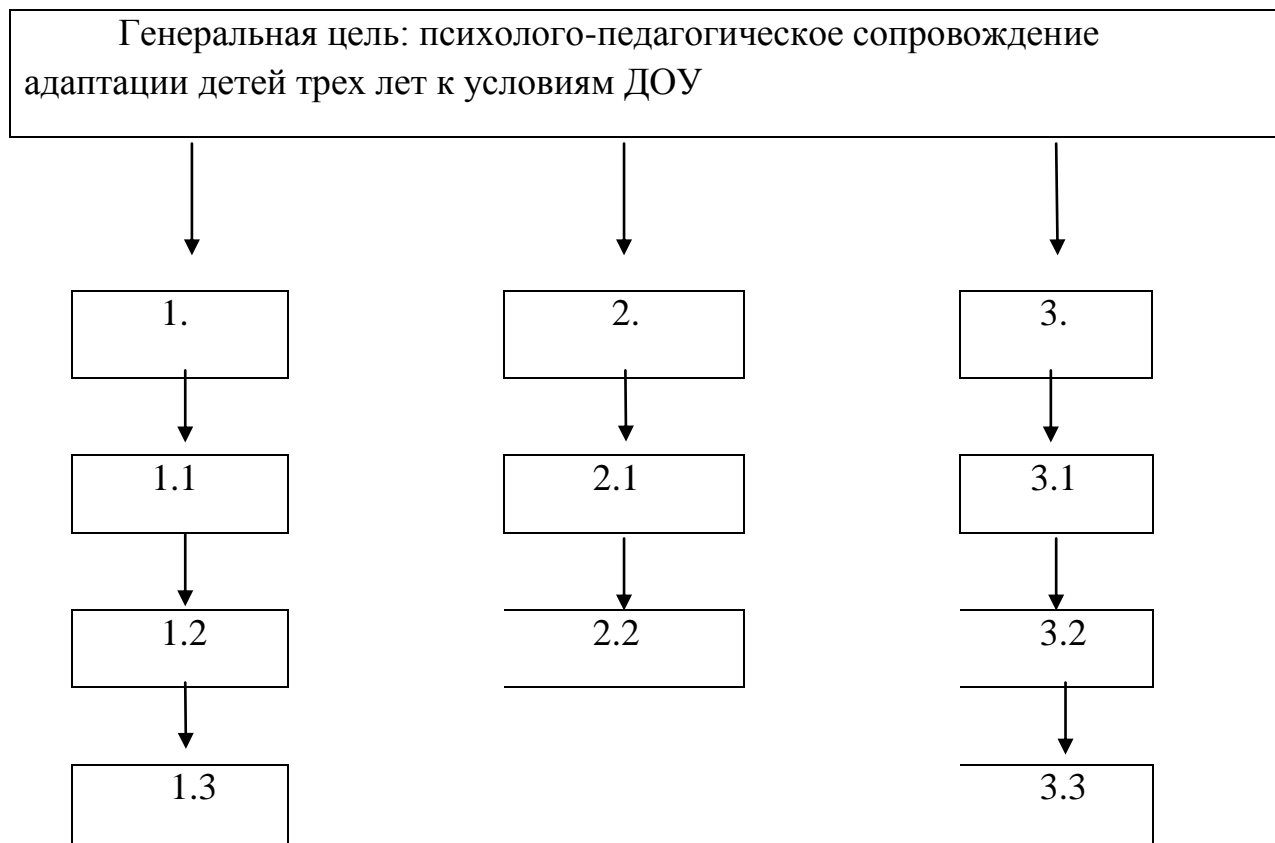 Генеральная цель: психолого-педагогическое сопровождение
адаптации детей трех лет к условиям ДОУ
1. 2. 3.
1.1 2.1 3.1
1.2 2.2 3.2
1.3 3.3